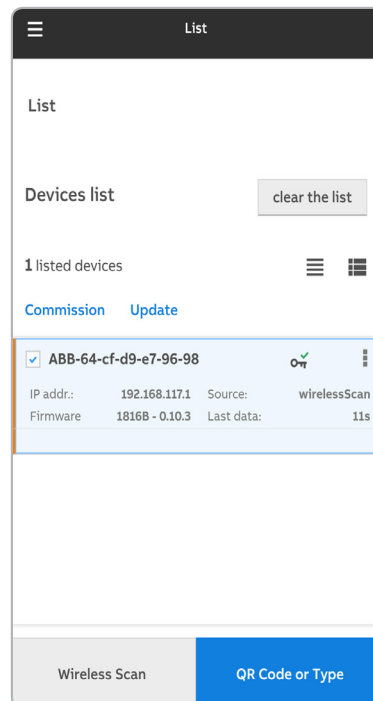 List
List
Devices list
clear the list
1 listed devices
Commission Update
ABB-64-cf-d9-e7-96-98
IP addr.: 192.168.117.1 Source: wirelessScan
Firmware 1816B - 0.10.3 Last data: 11s
Wireless Scan
QR Code or Type